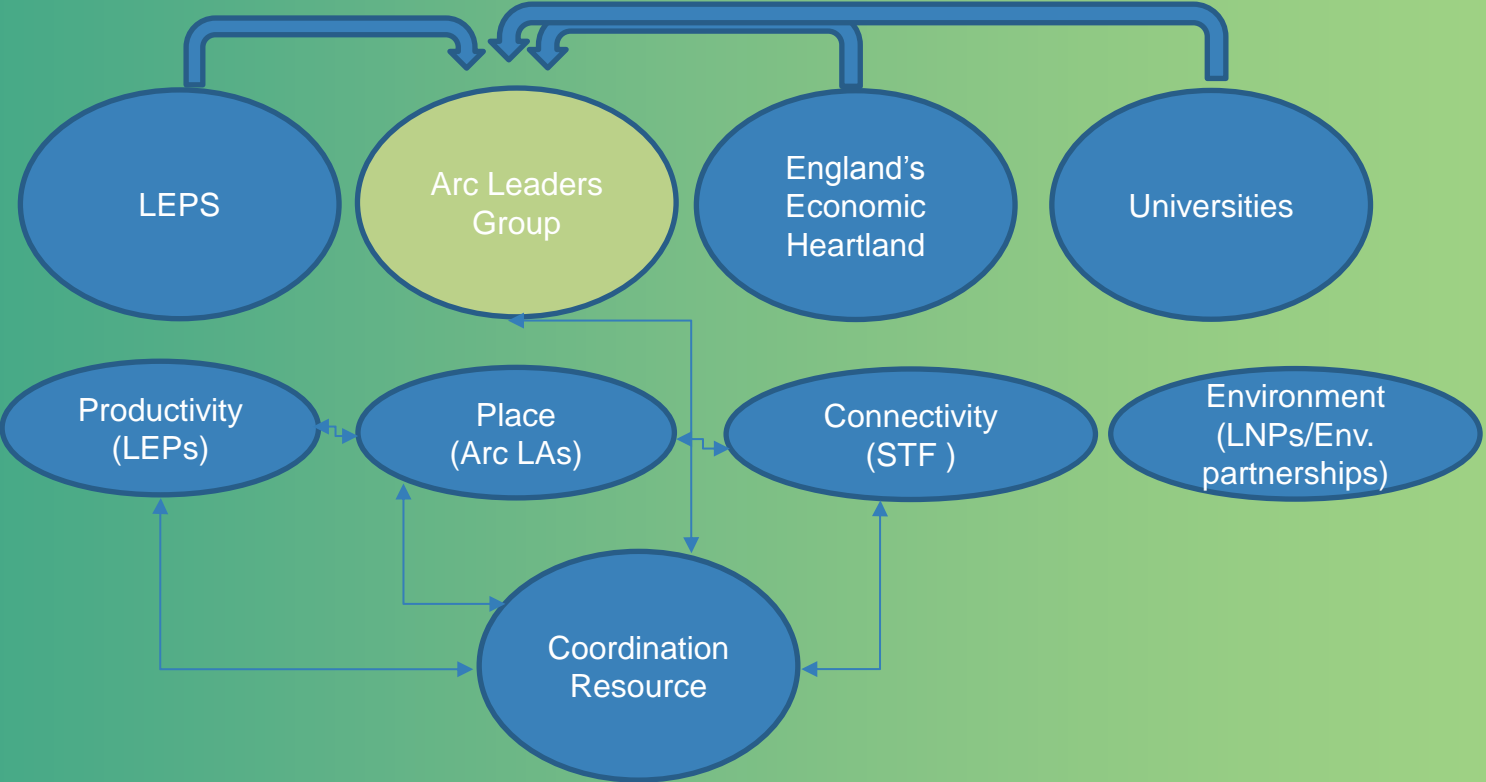 LEPS
Arc Leaders
Group
England’s
Economic
Heartland
Universities
Productivity
(LEPs)
Place
(Arc LAs)
Connectivity
(STF )
Environment
(LNPs/Env.
partnerships)
Coordination
Resource